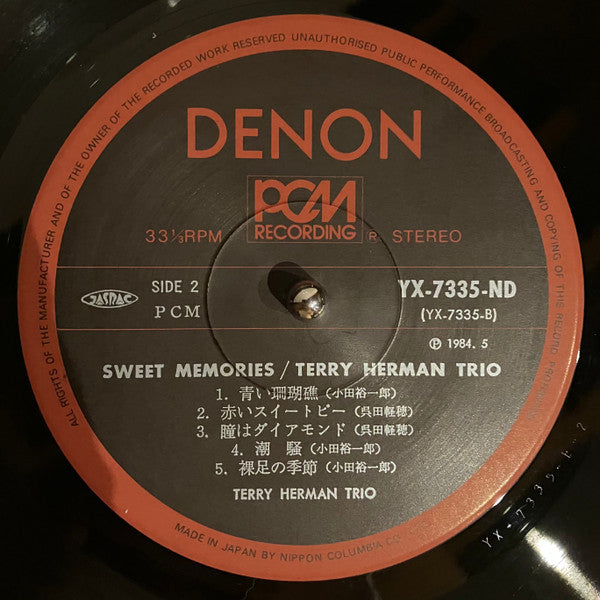 ALL RIGHTS OF THE MANUFACTURER AND OF THE OWNER OF THE RECORDED WORK RESERVED UNAUTHORISED PUBLIC PERFORMANCE BROADCASTING AND COPYING OF THIS RECORD
DENON
PCM
RECORDING
33 1/3 RPM
R
STEREO
JASRAC
SIDE 2
PCM
YX-7335-ND
(YX-7335-B)
Ⓟ 1984. 5
SWEET MEMORIES / TERRY HERMAN TRIO
1. 青い珊瑚礁 (小田裕一郎)
2. 赤いスイートピー (呉田軽穂)
3. 瞳はダイアモンド (呉田軽穂)
4. 潮 騒 (小田裕一郎)
5. 裸足の季節 (小田裕一郎)
TERRY HERMAN TRIO
MADE IN JAPAN BY NIPPON COLUMBIA CO.